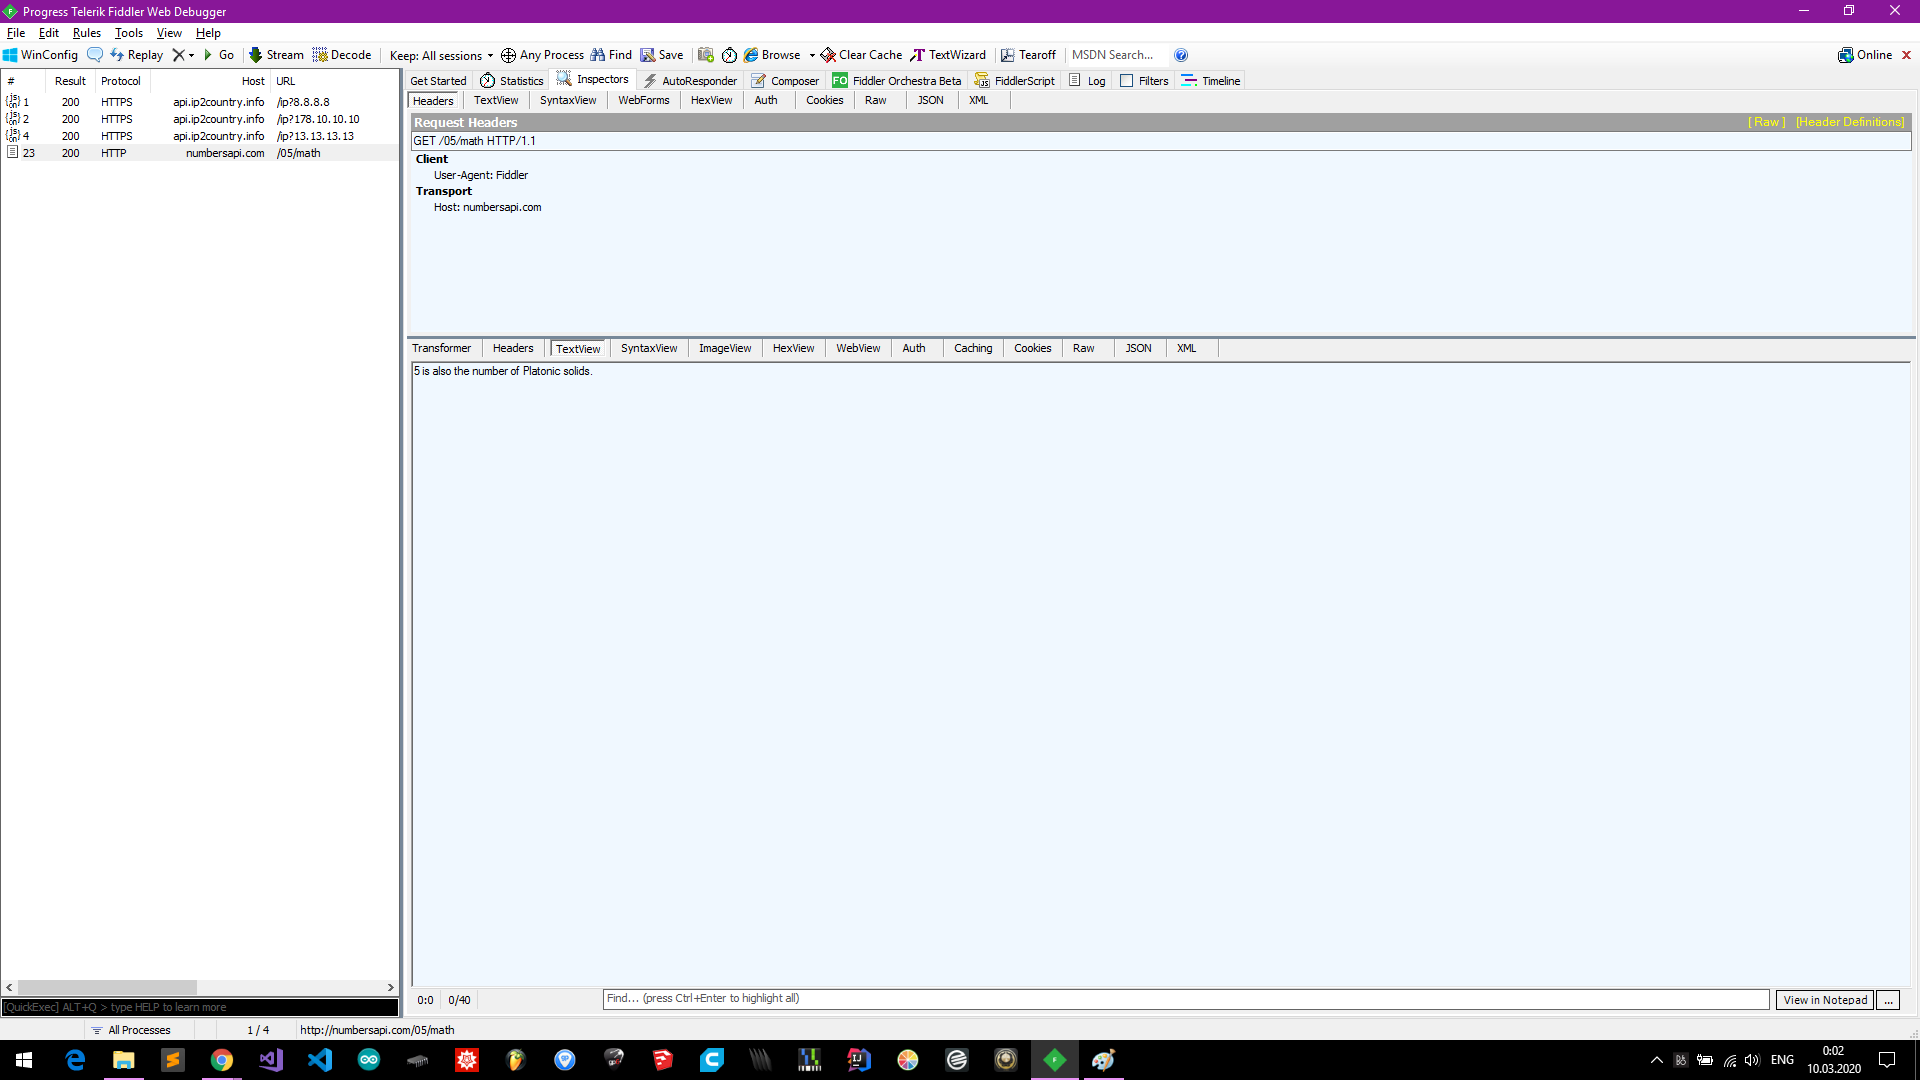 Progress Telerik Fiddler Web Debugger
File Edit Rules Tools View Help
WinConfig Replay Go Stream Decode Keep: All sessions Any Process Find Save Browse Clear Cache TextWizard Tearoff MSDN Search... Online
# Result Protocol Host URL
1 200 HTTPS api.ip2country.info /ip?8.8.8.8
2 200 HTTPS api.ip2country.info /ip?178.10.10.10
4 200 HTTPS api.ip2country.info /ip?13.13.13.13
23 200 HTTP numbersapi.com /05/math
[QuickExec] ALT+Q > type HELP to learn more
Get Started Statistics Inspectors AutoResponder Composer FO Fiddler Orchestra Beta FiddlerScript Log Filters Timeline
Headers TextView SyntaxView WebForms HexView Auth Cookies Raw JSON XML
Request Headers [ Raw ] [Header Definitions]
GET /05/math HTTP/1.1
Client
User-Agent: Fiddler
Transport
Host: numbersapi.com
Transformer Headers TextView SyntaxView ImageView HexView WebView Auth Caching Cookies Raw JSON XML
5 is also the number of Platonic solids.
0:0 0/40 Find... (press Ctrl+Enter to highlight all) View in Notepad ...
All Processes 1 / 4 http://numbersapi.com/05/math
ENG
0:02
10.03.2020